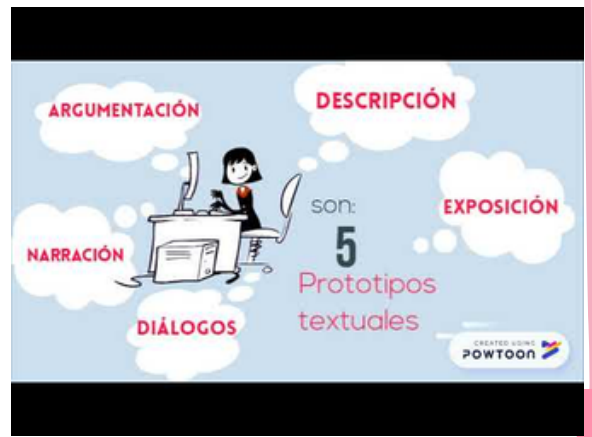 ARGUMENTACIÓN
DESCRIPCIÓN
son:
5
Prototipos
textuales
EXPOSICIÓN
NARRACIÓN
DIÁLOGOS
CREATED USING
POWTOON